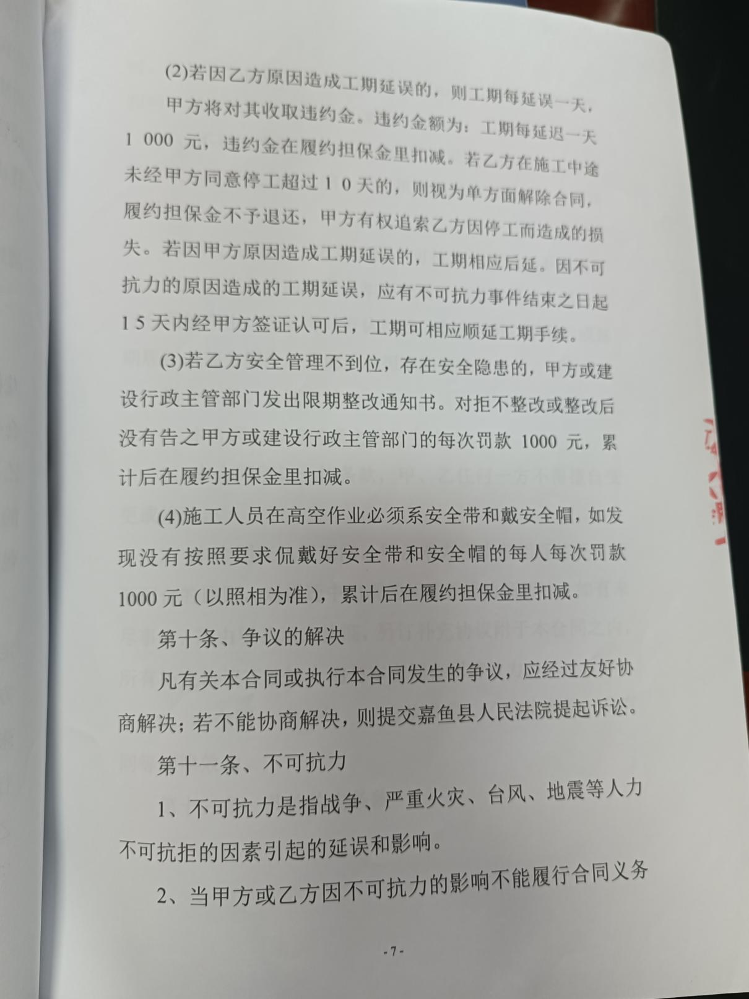 (2)若因乙方原因造成工期延误的，则工期每延误一天，
甲方将对其收取违约金。违约金额为：工期每延迟一天
1 000 元，违约金在履约担保金里扣减。若乙方在施工中途
未经甲方同意停工超过１０天的，则视为单方面解除合同，
履约担保金不予退还，甲方有权追索乙方因停工而造成的损
失。若因甲方原因造成工期延误的，工期相应后延。因不可
抗力的原因造成的工期延误，应有不可抗力事件结束之日起
15天内经甲方签证认可后，工期可相应顺延工期手续。
(3)若乙方安全管理不到位，存在安全隐患的，甲方或建
设行政主管部门发出限期整改通知书。对拒不整改或整改后
没有告之甲方或建设行政主管部门的每次罚款 1000 元，累
计后在履约担保金里扣减。
(4)施工人员在高空作业必须系安全带和戴安全帽，如发
现没有按照要求侃戴好安全带和安全帽的每人每次罚款
1000 元（以照相为准），累计后在履约担保金里扣减。
第十条、争议的解决
凡有关本合同或执行本合同发生的争议，应经过友好协
商解决；若不能协商解决，则提交嘉鱼县人民法院提起诉讼。
第十一条、不可抗力
1、不可抗力是指战争、严重火灾、台风、地震等人力
不可抗拒的因素引起的延误和影响。
2、当甲方或乙方因不可抗力的影响不能履行合同义务
- 7 -